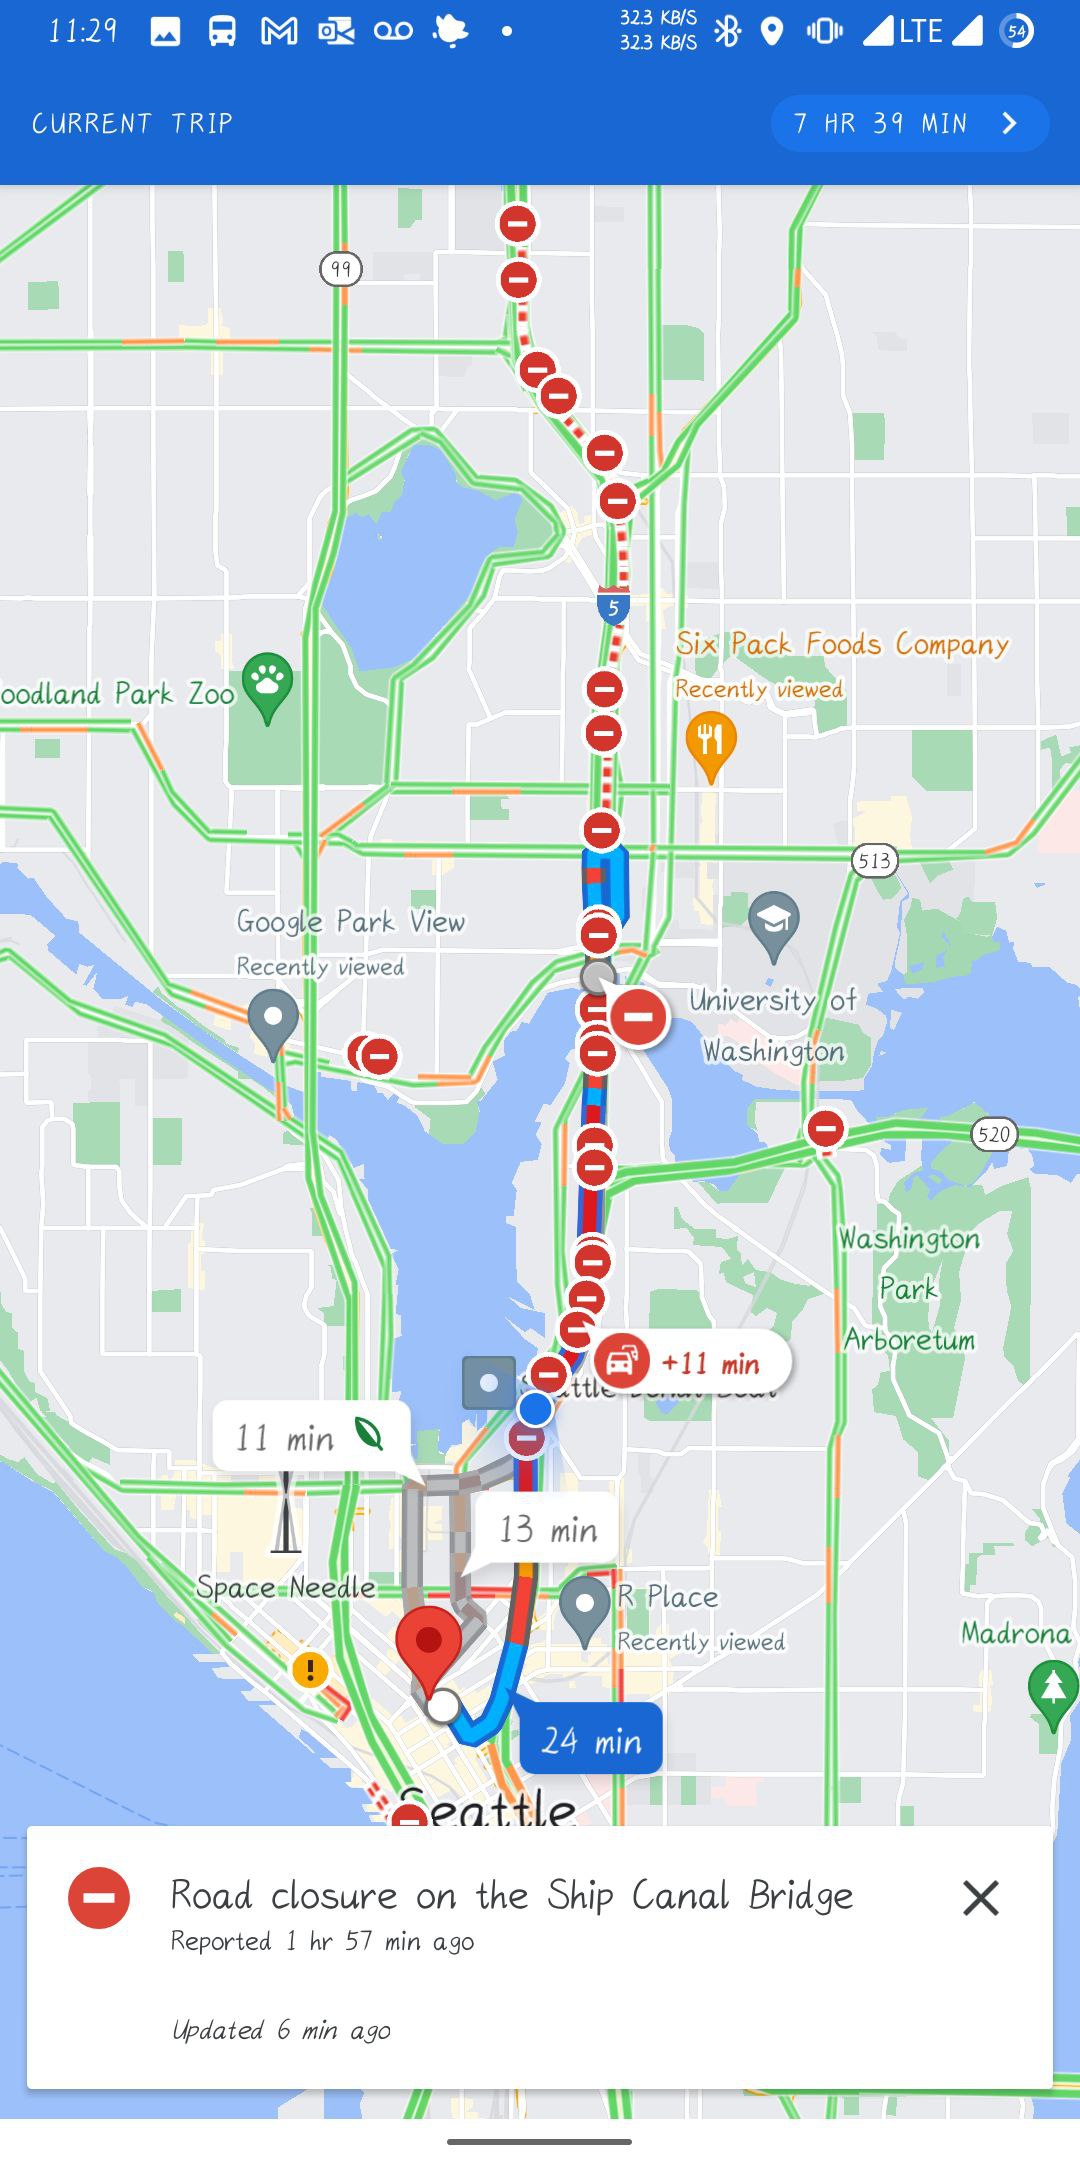 11:29
32.3 KB/S
32.3 KB/S
LTE
54
CURRENT TRIP
7 HR 39 MIN
99
5
Six Pack Foods Company
Recently viewed
oodland Park Zoo
513
Google Park View
Recently viewed
University of
Washington
520
Washington
Park
Arboretum
+11 min
11 min
13 min
Space Needle
R Place
Recently viewed
Madrona
24 min
Seattle
Road closure on the Ship Canal Bridge
Reported 1 hr 57 min ago
Updated 6 min ago